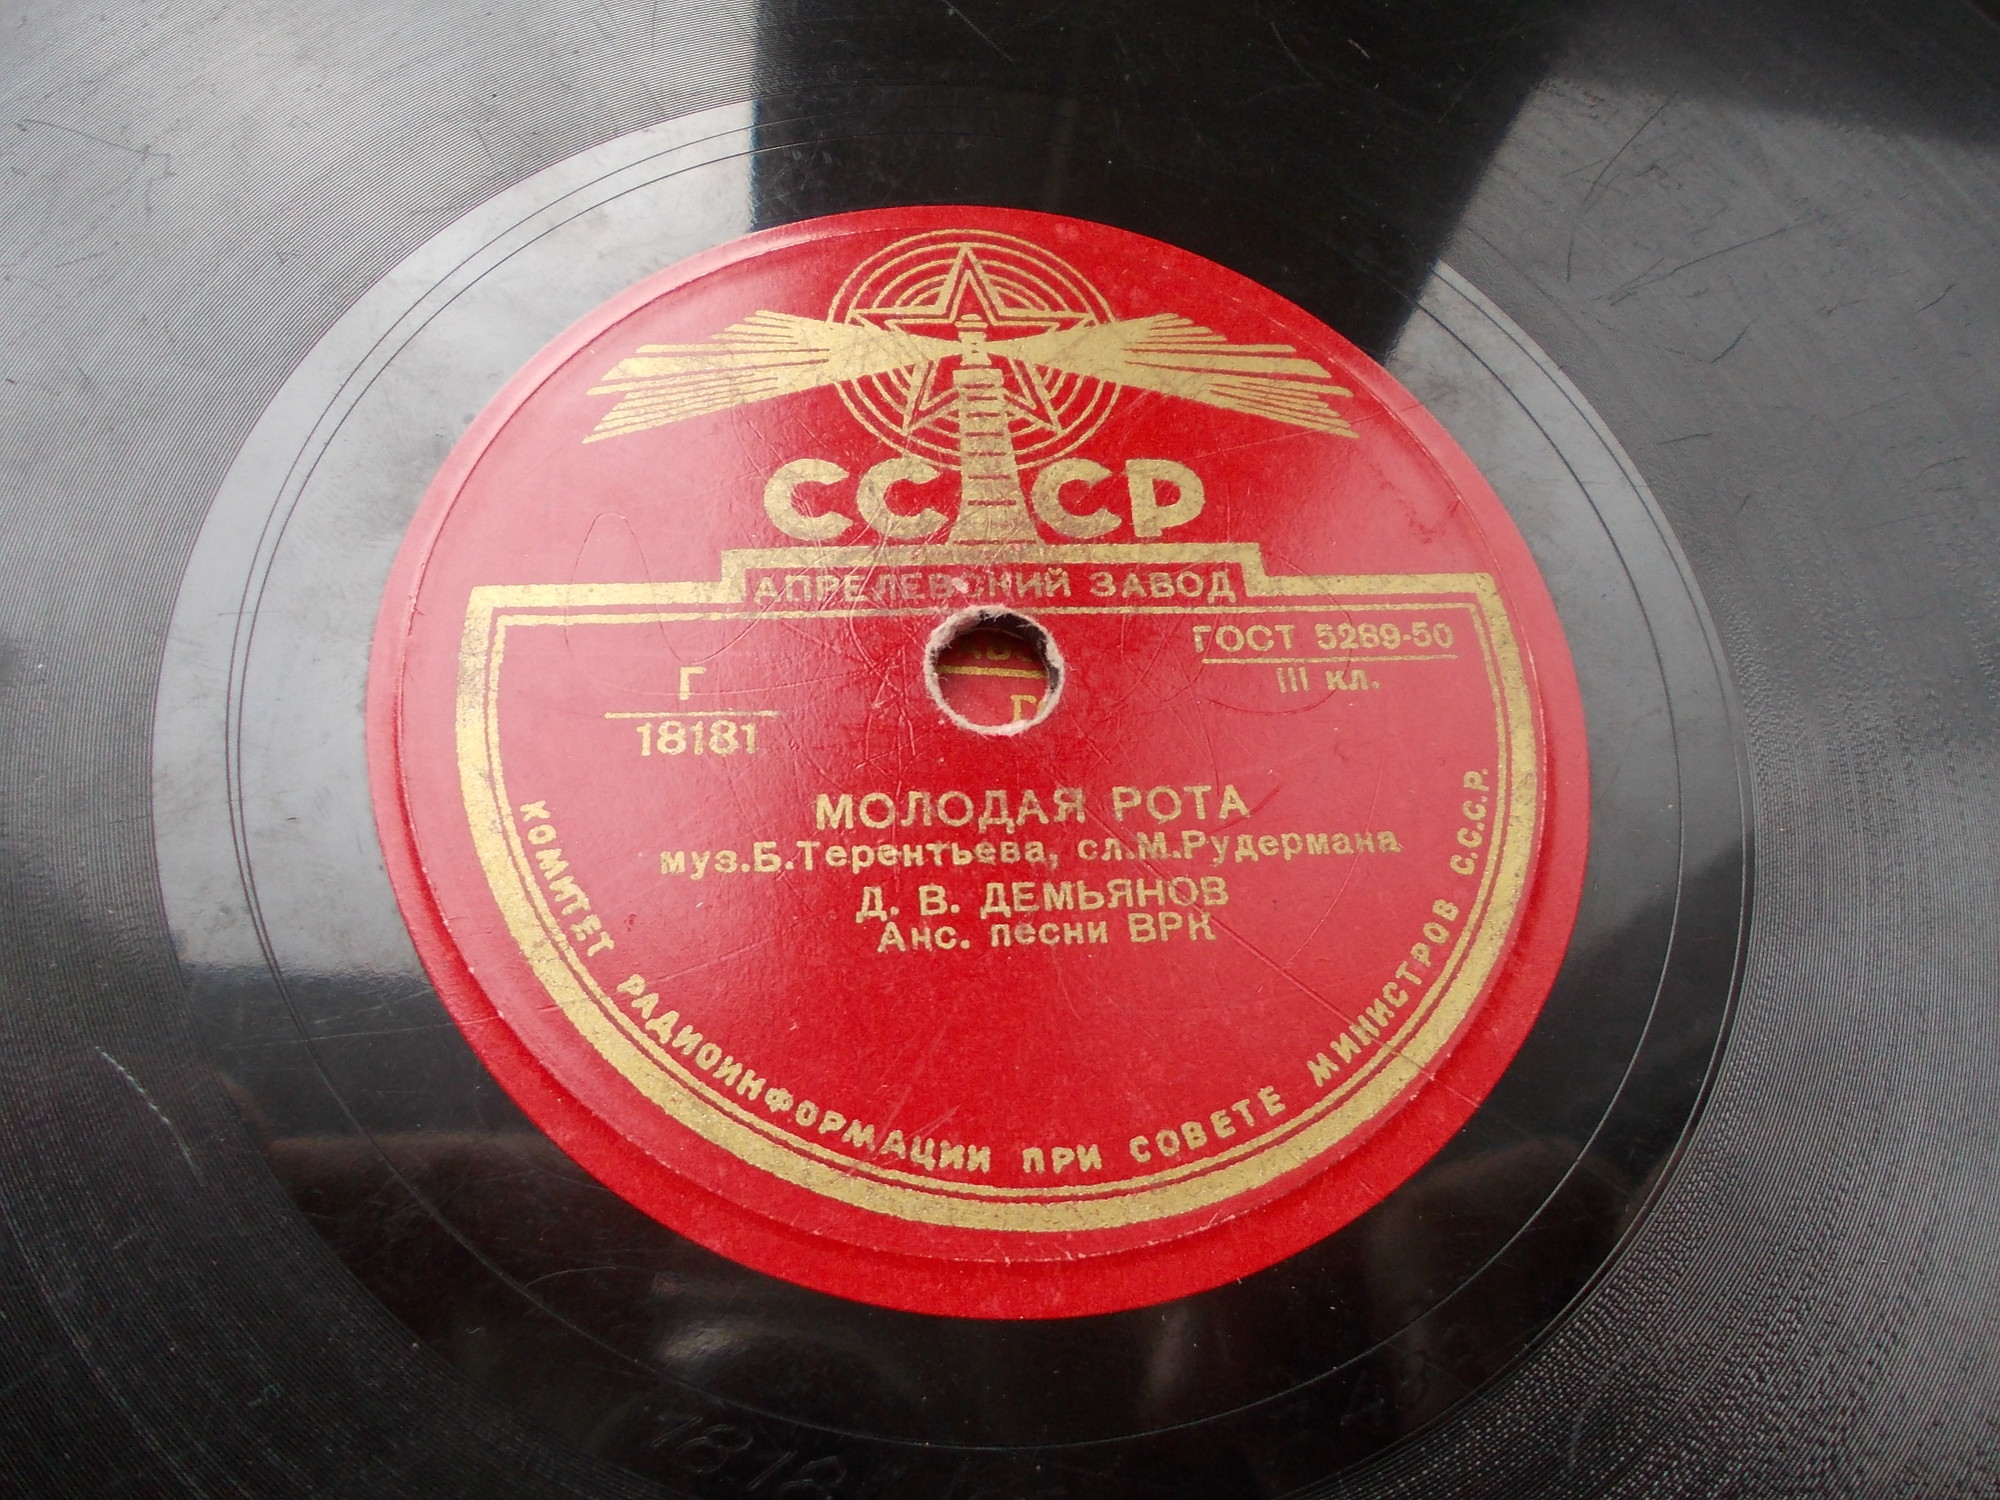 СССР
АПРЕЛЕВСКИЙ ЗАВОД
ГОСТ 5289-50
III кл.
Г
18181
МОЛОДАЯ РОТА
муз.Б.Терентьева, сл.М.Рудермана
Д. В. ДЕМЬЯНОВ
Анс. песни ВРК
КОМИТЕТ РАДИОИНФОРМАЦИИ ПРИ СОВЕТЕ МИНИСТРОВ С.С.С.Р.